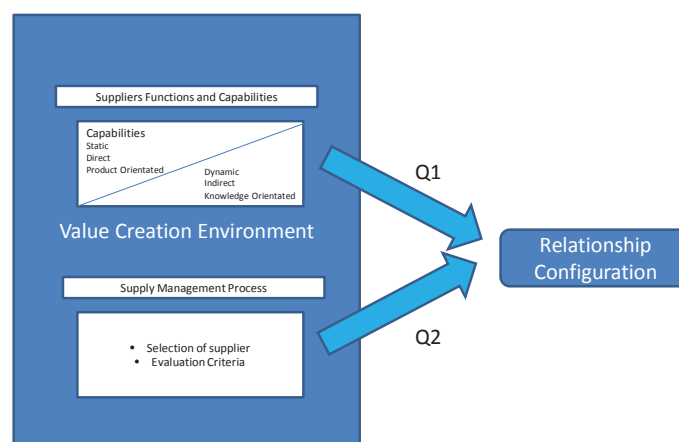 Suppliers Functions and Capabilities
Capabilities
Static
Direct
Product Orientated
Dynamic
Indirect
Knowledge Orientated
Value Creation Environment
Supply Management Process
• Selection of supplier
• Evaluation Criteria
Q1
Q2
Relationship
Configuration